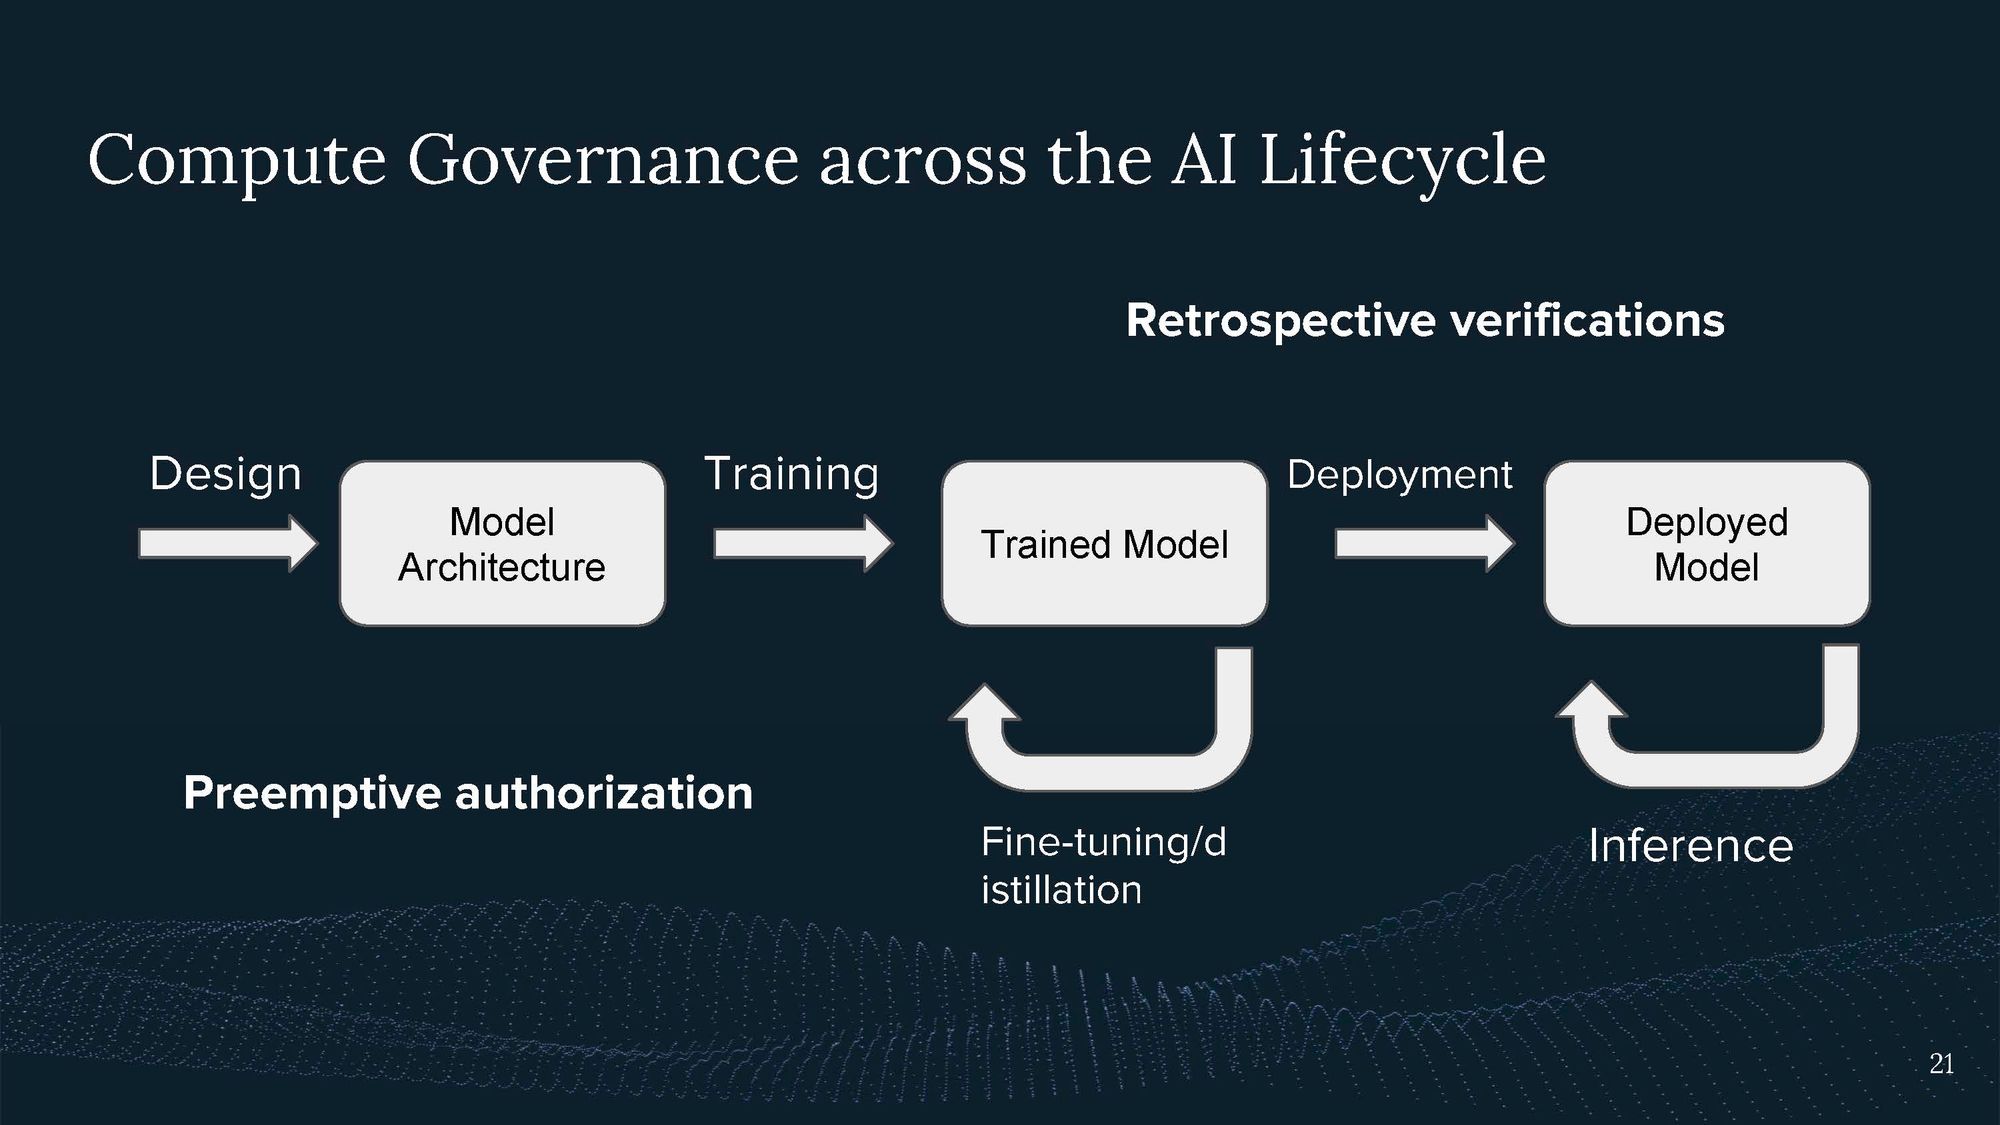 Compute Governance across the AI Lifecycle
Retrospective verifications
Design
Model
Architecture
Training
Trained Model
Deployment
Deployed
Model
Preemptive authorization
Fine-tuning/d
istillation
Inference
21